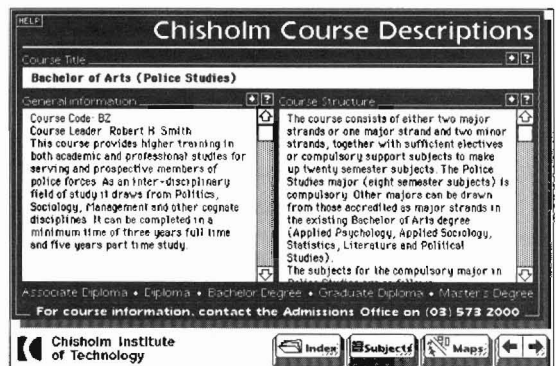 HELP
Chisholm Course Descriptions
Course Title
Bachelor of Arts (Police Studies)
General information
Course Code: BZ
Course Leader: Robert B Smith
This course provides higher training in
both academic and professional studies for
serving and prospective members of
police forces. As an inter-disciplinary
field of study it draws from Politics,
Sociology, Management and other cognate
disciplines. It can be completed in a
minimum time of three years full time
and five years part time study.
Course Structure
The course consists of either two major
strands or one major strand and two minor
strands, together with sufficient electives
or compulsory support subjects to make
up twenty semester subjects. The Police
Studies major (eight semester subjects) is
compulsory. Other majors can be drawn
from those accredited as major strands in
the existing Bachelor of Arts degree
(Applied Psychology, Applied Sociology,
Statistics, Literature and Political
Studies).
The subjects for the compulsory major in
Associate Diploma • Diploma • Bachelor Degree • Graduate Diploma • Master's Degree
For course information, contact the Admissions Office on (03) 573 2000
Chisholm Institute
of Technology
Index
Subjects
Maps